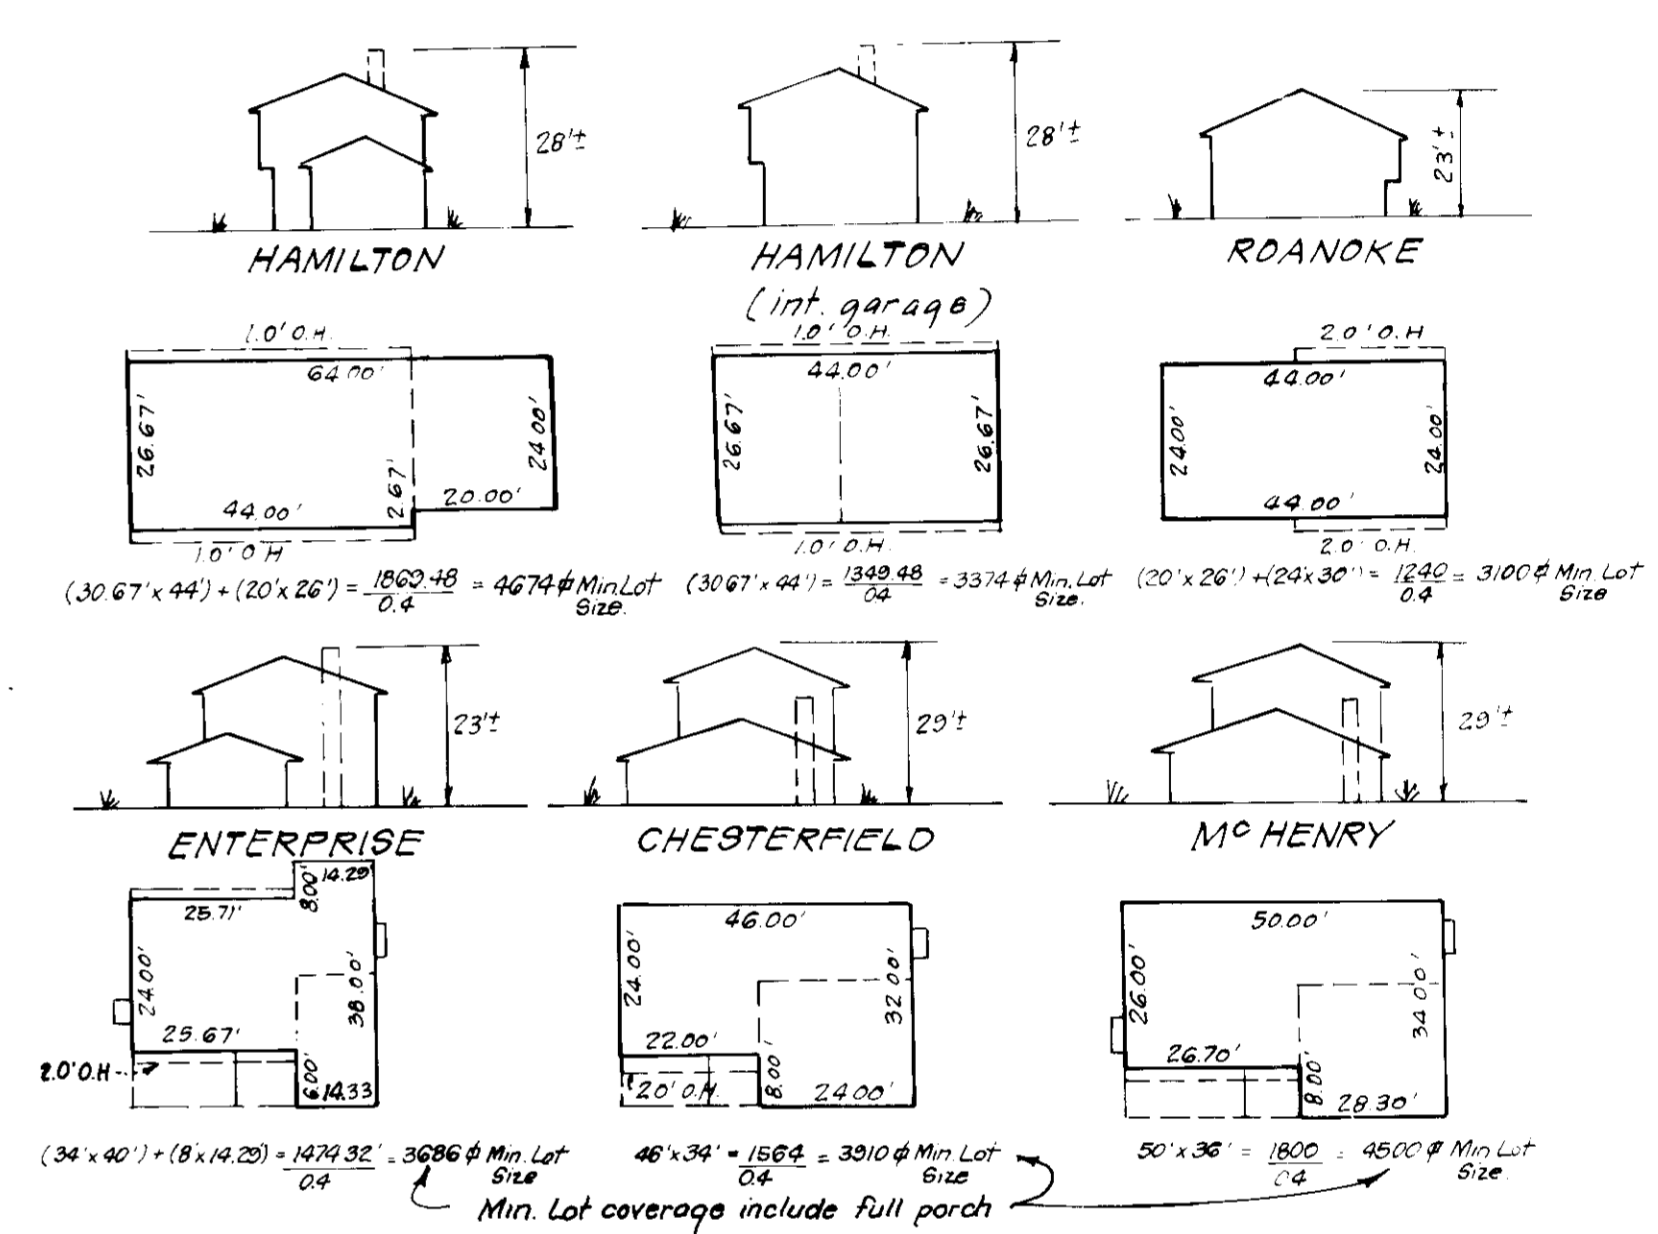 28'±
28'±
23'±
HAMILTON
HAMILTON
(int. garage)
ROANOKE
1.0' O.H.
64.00'
26.67'
24.00'
2.67'
44.00'
20.00'
1.0' O.H
1.0' O.H.
44.00'
26.67'
26.67'
1.0' O.H.
2.0' O.H
44.00'
24.00'
24.00'
44.00'
2.0' O.H.
(30.67'x 44') + (20'x 26') = 1869.48 / 0.4 = 4674 ⏀ Min. Lot
Size.
(30.67'x 44') = 1349.48 / 0.4 = 3374 ⏀ Min. Lot
Size.
(20'x 26') + (24'x 30') = 1240 / 0.4 = 3100 ⏀ Min. Lot
Size
23'±
29'±
29'±
ENTERPRISE
CHESTERFIELD
Mc HENRY
8.00'
14.29'
25.71'
24.00'
38.00'
25.67'
2.0' O.H
6.00'
14.33
46.00'
24.00'
32.00'
22.00'
2.0' O.H.
8.00'
24.00'
50.00'
26.00'
34.00'
26.70'
8.00'
28.30'
(34'x 40') + (8'x 14.29') = 1474.32' / 0.4 = 3686 ⏀ Min. Lot
Size
46'x 34' = 1564 / 0.4 = 3910 ⏀ Min. Lot
Size
50'x 36' = 1800 / 0.4 = 4500 ⏀ Min. Lot
Size.
Min. Lot coverage include full porch